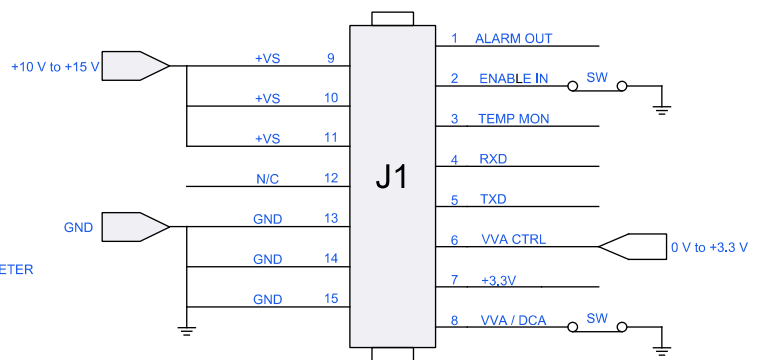 1 ALARM OUT
+10 V to +15 V +VS 9
2 ENABLE IN SW
+VS 10
3 TEMP MON
+VS 11
4 RXD
N/C 12
J1
5 TXD
GND GND 13
6 VVA CTRL 0 V to +3.3 V
GND 14
ETER
7 +3.3V
GND 15
8 VVA / DCA SW